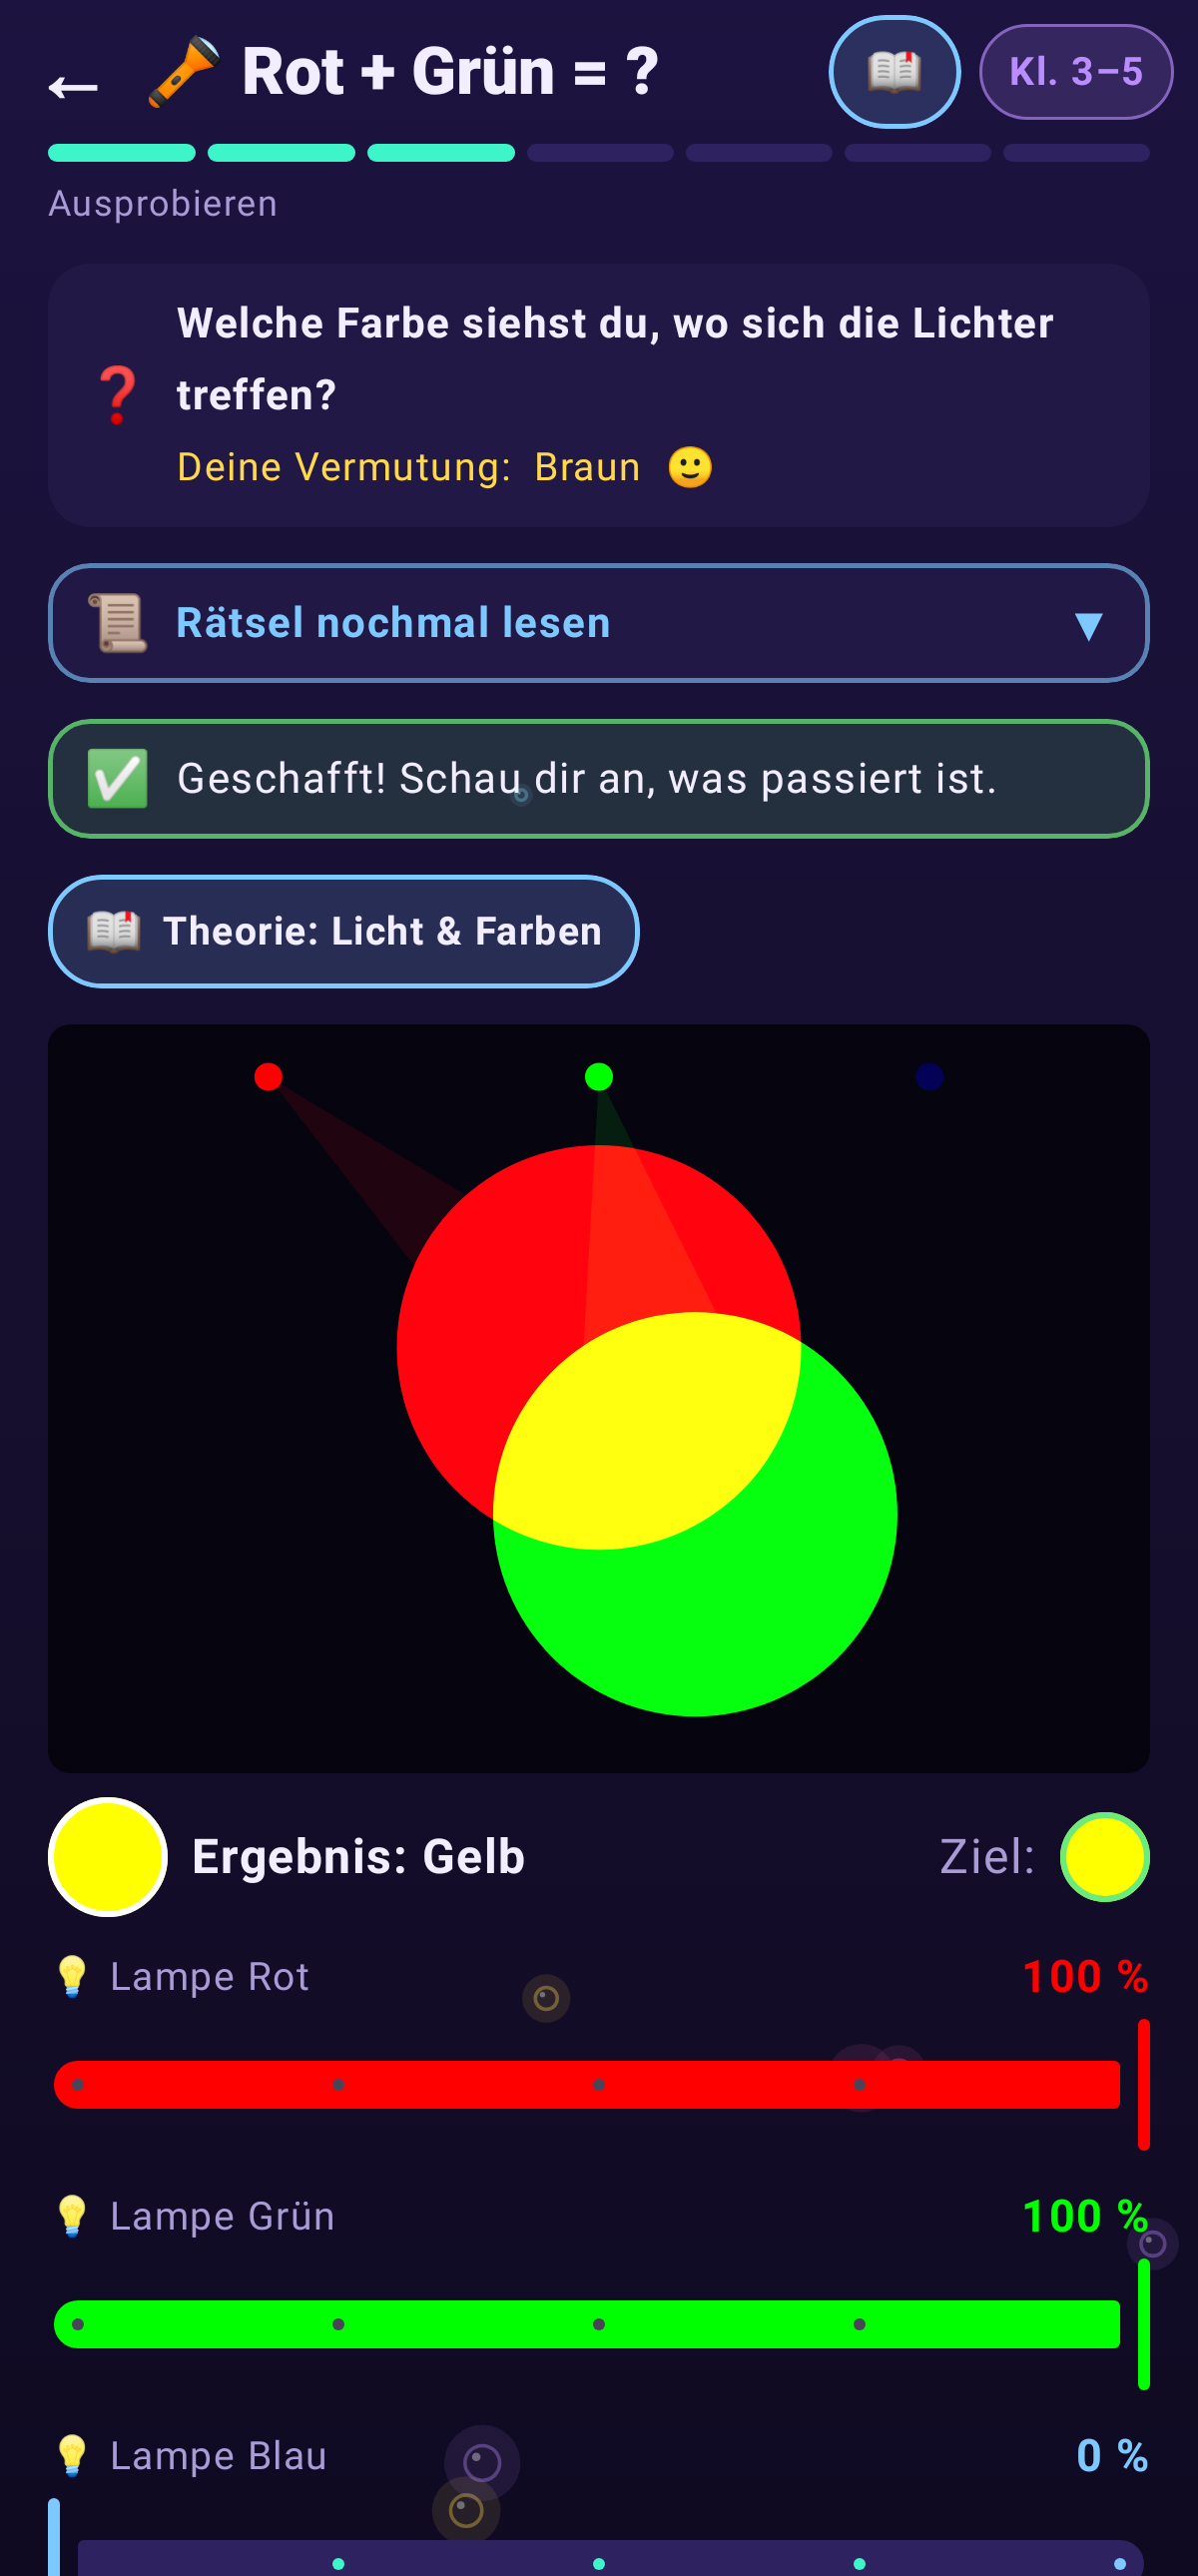 ← Rot + Grün = ? Kl. 3–5
Ausprobieren
Welche Farbe siehst du, wo sich die Lichter
treffen?
Deine Vermutung: Braun 🙂
Rätsel nochmal lesen ▼
Geschafft! Schau dir an, was passiert ist.
Theorie: Licht & Farben
Ergebnis: Gelb Ziel:
Lampe Rot 100 %
Lampe Grün 100 %
Lampe Blau 0 %